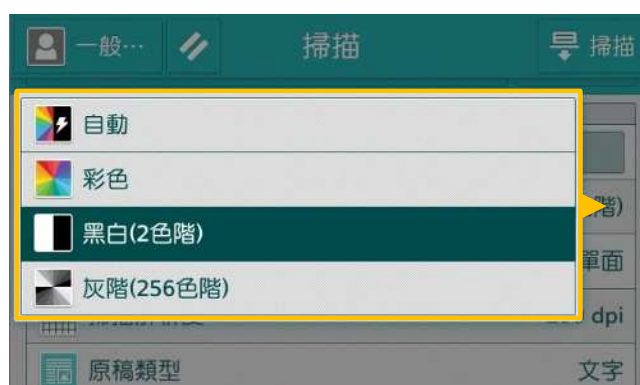 一般…
掃描
掃描
自動
彩色
黑白(2色階)
階)
灰階(256色階)
單面
dpi
原稿類型
文字